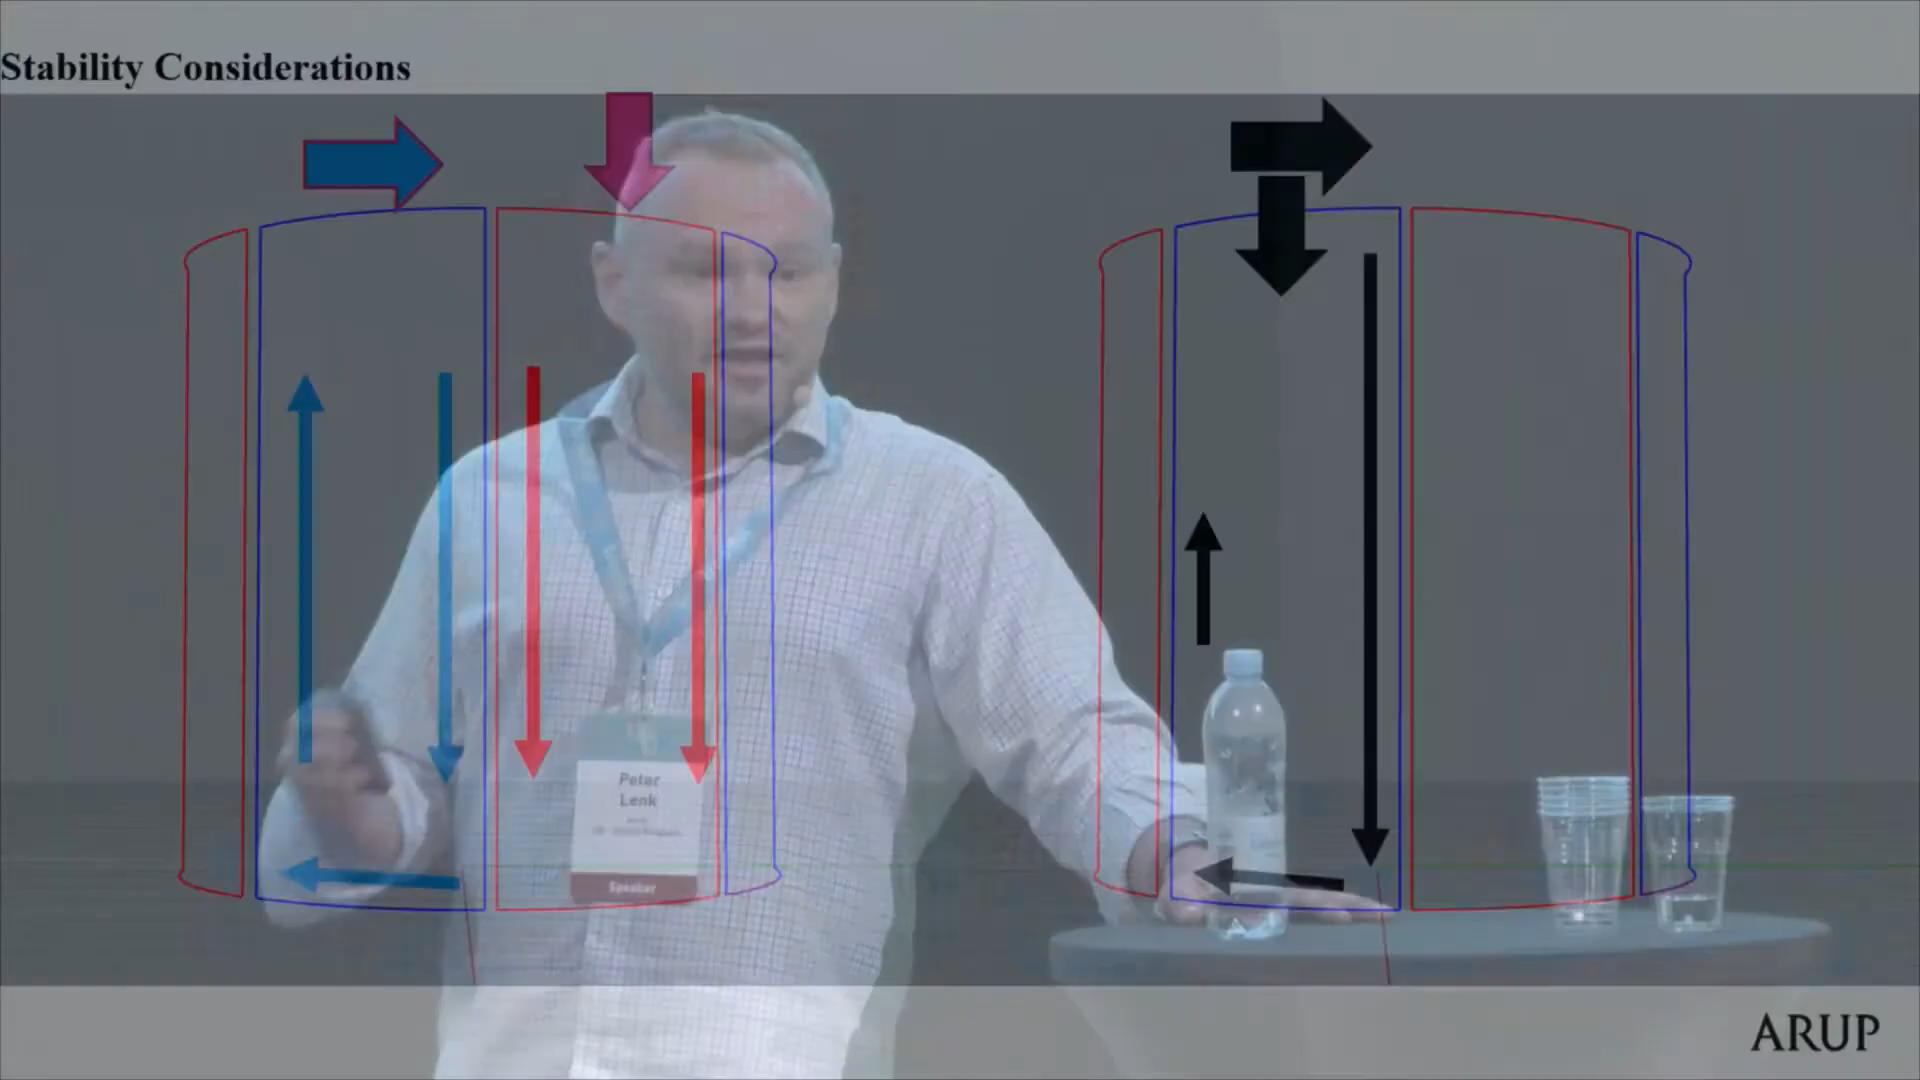 Stability Considerations
Peter
Lenk
Speaker
ARUP